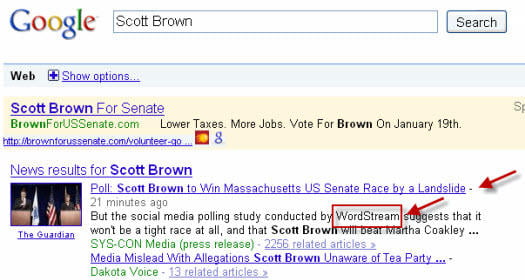 Google Scott Brown Search
Web Show options...
Scott Brown For Senate
BrownForUSSenate.com Lower Taxes. More Jobs. Vote For Brown On January 19th.
http://brownforussenate.com/volunteer-go ...
News results for Scott Brown
Poll: Scott Brown to Win Massachusetts US Senate Race by a Landslide -
21 minutes ago
But the social media polling study conducted by WordStream suggests that it
won't be a tight race at all, and that Scott Brown will beat Martha Coakley ...
The Guardian
SYS-CON Media (press release) - 2256 related articles »
Media Mislead With Allegations Scott Brown Unaware of Tea Party ... -
Dakota Voice - 13 related articles »